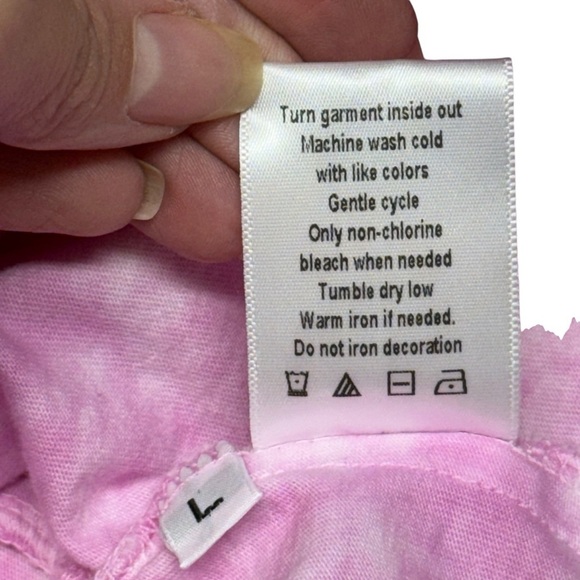 Turn garment inside out
Machine wash cold
with like colors
Gentle cycle
Only non-chlorine
bleach when needed
Tumble dry low
Warm iron if needed.
Do not iron decoration
L